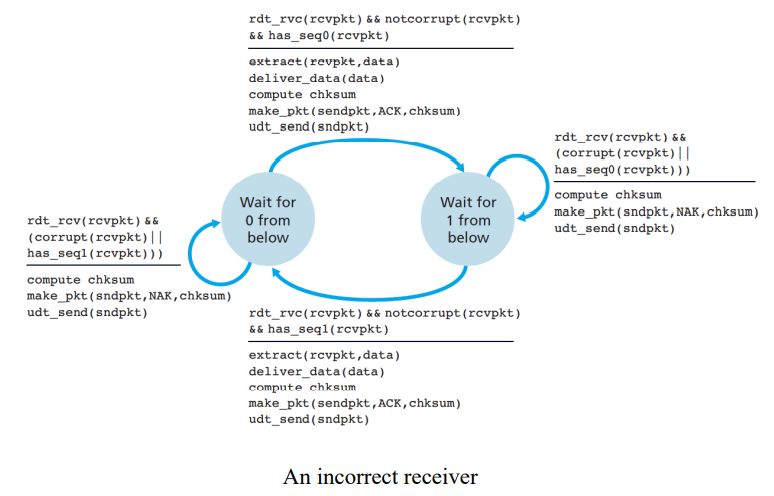 rdt_rvc(rcvpkt) && notcorrupt(rcvpkt)
&& has_seq0(rcvpkt)
extract(rcvpkt,data)
deliver_data(data)
compute chksum
make_pkt(sendpkt,ACK,chksum)
udt_send(sndpkt)
rdt_rcv(rcvpkt) &&
(corrupt(rcvpkt)||
has_seq0(rcvpkt)))
compute chksum
make_pkt(sndpkt,NAK,chksum)
udt_send(sndpkt)
Wait for
0 from
below
Wait for
1 from
below
rdt_rcv(rcvpkt) &&
(corrupt(rcvpkt)||
has_seq1(rcvpkt)))
compute chksum
make_pkt(sndpkt,NAK,chksum)
udt_send(sndpkt)
rdt_rvc(rcvpkt) && notcorrupt(rcvpkt)
&& has_seq1(rcvpkt)
extract(rcvpkt,data)
deliver_data(data)
compute chksum
make_pkt(sendpkt,ACK,chksum)
udt_send(sndpkt)
An incorrect receiver